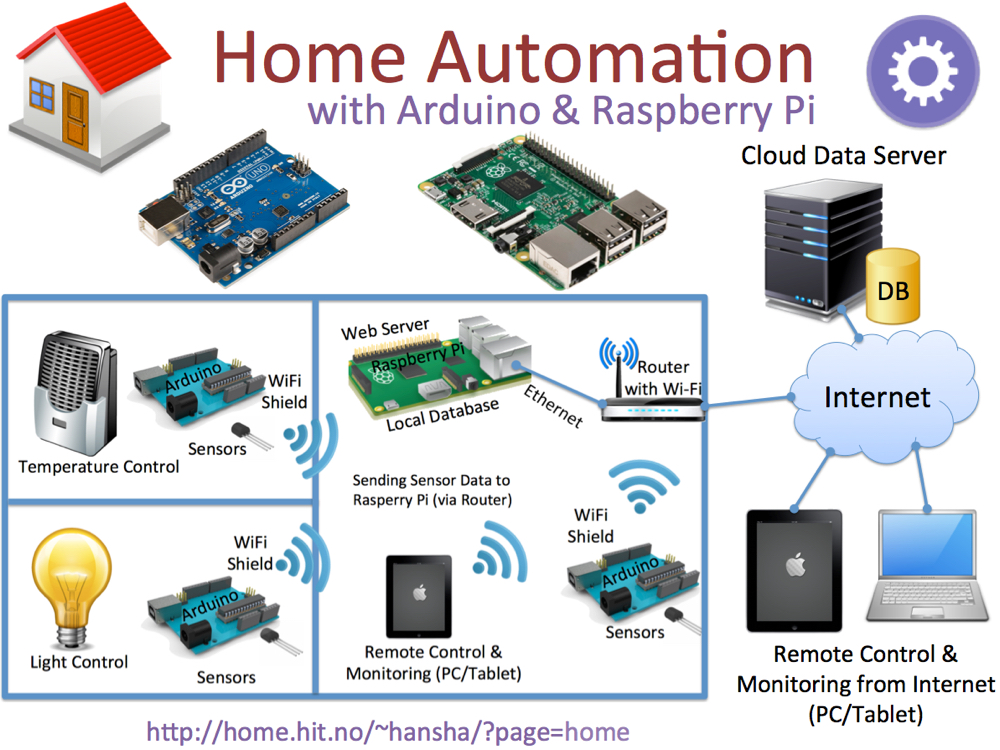 Home Automation
with Arduino & Raspberry Pi
Cloud Data Server
DB
Internet
Web Server
Raspberry Pi
Local Database
Ethernet
Router
with Wi-Fi
Arduino
WiFi
Shield
Sensors
Temperature Control
Sending Sensor Data to
Rasperry Pi (via Router)
WiFi
Shield
Arduino
Sensors
Light Control
Remote Control &
Monitoring (PC/Tablet)
WiFi
Shield
Arduino
Sensors
Remote Control &
Monitoring from Internet
(PC/Tablet)
http://home.hit.no/~hansha/?page=home